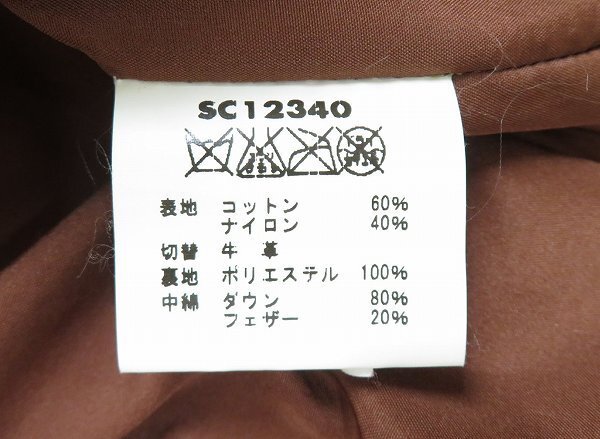 SC12340
表地 コットン 60%
ナイロン 40%
切替 牛革
裏地 ポリエステル 100%
中綿 ダウン 80%
フェザー 20%